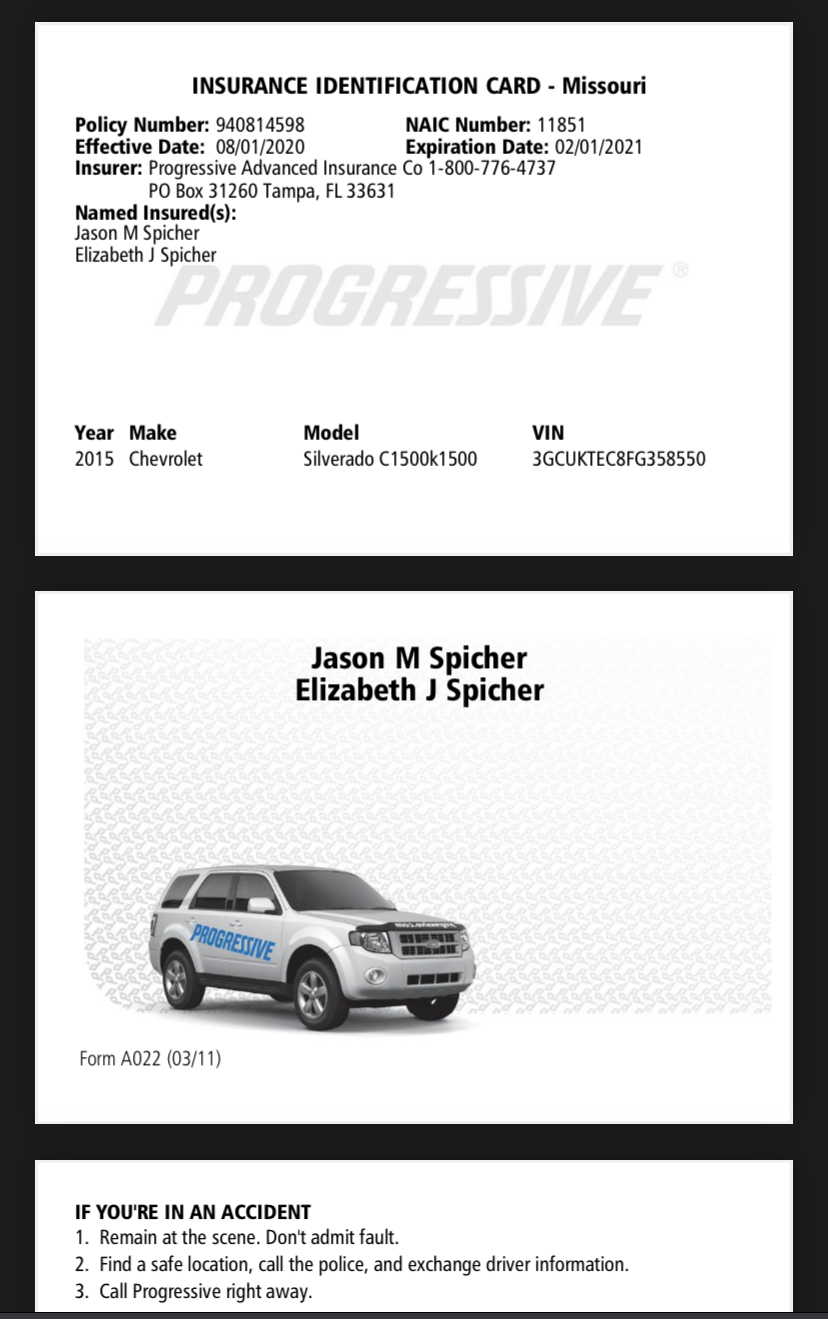 INSURANCE IDENTIFICATION CARD - Missouri
Policy Number: 940814598 NAIC Number: 11851
Effective Date: 08/01/2020 Expiration Date: 02/01/2021
Insurer: Progressive Advanced Insurance Co 1-800-776-4737
PO Box 31260 Tampa, FL 33631
Named Insured(s):
Jason M Spicher
Elizabeth J Spicher
PROGRESSIVE®
Year Make Model VIN
2015 Chevrolet Silverado C1500k1500 3GCUKTEC8FG358550
Jason M Spicher
Elizabeth J Spicher
PROGRESSIVE
Form A022 (03/11)
IF YOU'RE IN AN ACCIDENT
1. Remain at the scene. Don't admit fault.
2. Find a safe location, call the police, and exchange driver information.
3. Call Progressive right away.